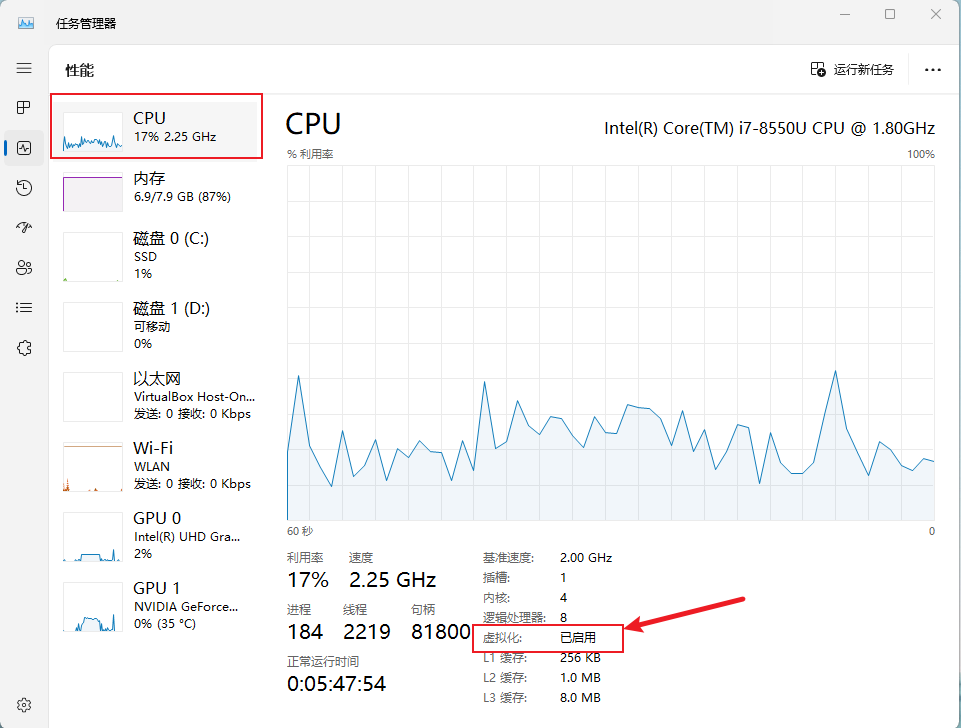 任务管理器
性能
运行新任务
CPU
17% 2.25 GHz
内存
6.9/7.9 GB (87%)
磁盘 0 (C:)
SSD
1%
磁盘 1 (D:)
可移动
0%
以太网
VirtualBox Host-On...
发送: 0 接收: 0 Kbps
Wi-Fi
WLAN
发送: 0 接收: 0 Kbps
GPU 0
Intel(R) UHD Gra...
2%
GPU 1
NVIDIA GeForce...
0% (35 °C)
CPU
Intel(R) Core(TM) i7-8550U CPU @ 1.80GHz
% 利用率
100%
60 秒
0
利用率 速度
17% 2.25 GHz
进程 线程 句柄
184 2219 81800
正常运行时间
0:05:47:54
基准速度: 2.00 GHz
插槽: 1
内核: 4
逻辑处理器: 8
虚拟化: 已启用
L1 缓存: 256 KB
L2 缓存: 1.0 MB
L3 缓存: 8.0 MB